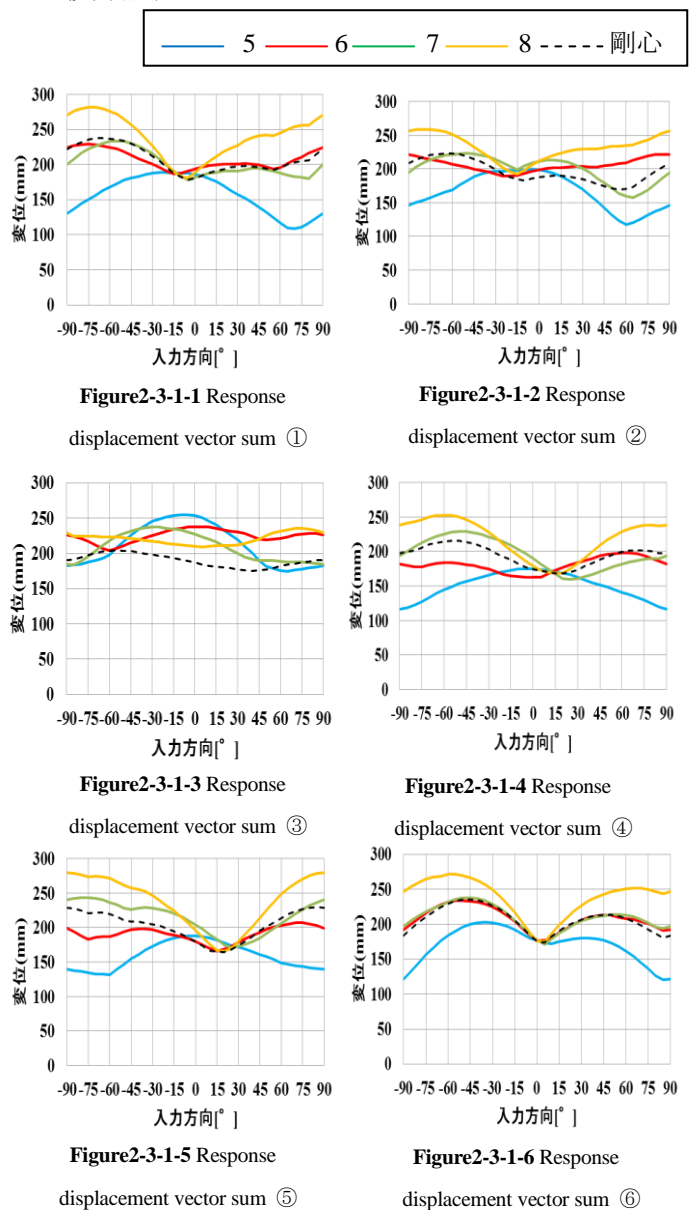 5 6 7 8 剛心
300
250
200
150
100
50
0
変位(mm)
-90-75-60-45-30-15 0 15 30 45 60 75 90
入力方向[° ]
Figure2-3-1-1 Response
displacement vector sum ①
300
250
200
150
100
50
0
変位(mm)
-90-75-60-45-30-15 0 15 30 45 60 75 90
入力方向[° ]
Figure2-3-1-2 Response
displacement vector sum ②
300
250
200
150
100
50
0
変位(mm)
-90-75-60-45-30-15 0 15 30 45 60 75 90
入力方向[° ]
Figure2-3-1-3 Response
displacement vector sum ③
300
250
200
150
100
50
0
変位(mm)
-90-75-60-45-30-15 0 15 30 45 60 75 90
入力方向[° ]
Figure2-3-1-4 Response
displacement vector sum ④
300
250
200
150
100
50
0
変位(mm)
-90-75-60-45-30-15 0 15 30 45 60 75 90
入力方向[° ]
Figure2-3-1-5 Response
displacement vector sum ⑤
300
250
200
150
100
50
0
変位(mm)
-90-75-60-45-30-15 0 15 30 45 60 75 90
入力方向[° ]
Figure2-3-1-6 Response
displacement vector sum ⑥